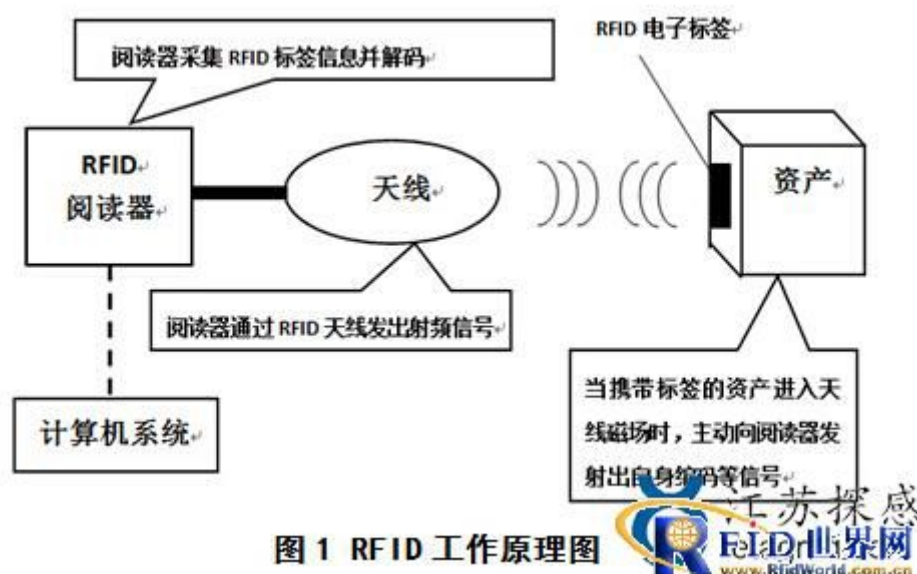 RFID 电子标签
阅读器采集 RFID 标签信息并解码
RFID
阅读器
天线
资产
阅读器通过 RFID 天线发出射频信号
当携带标签的资产进入天
线磁场时，主动向阅读器发
射出自身编码等信号
计算机系统
江苏探感
RFID世界网
www.RfidWorld.com.cn
图 1 RFID 工作原理图